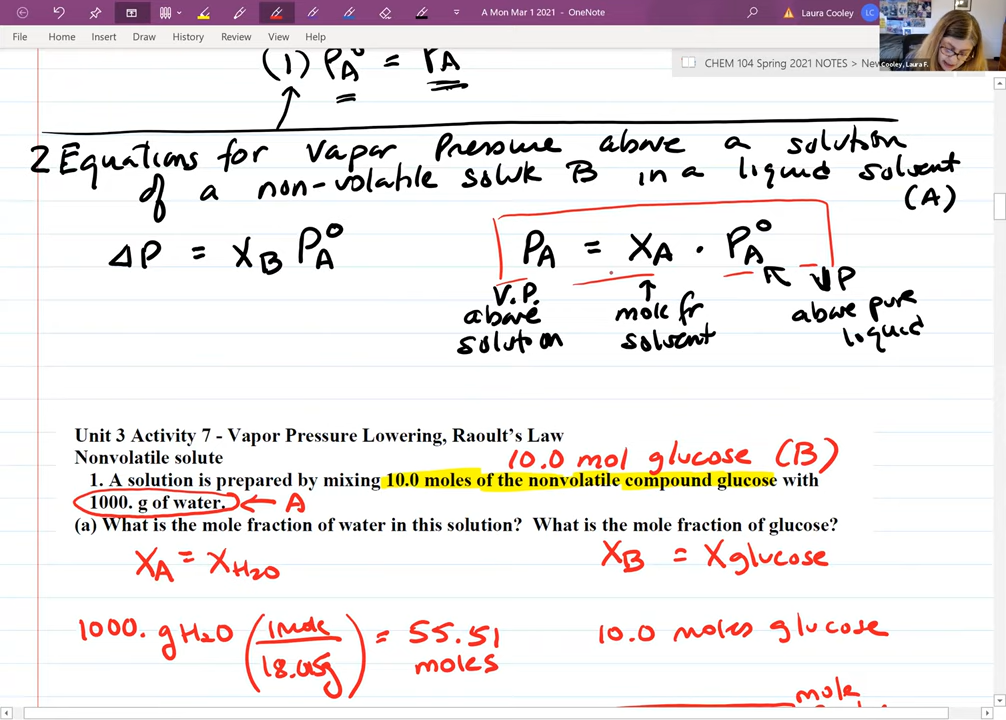 A Mon Mar 1 2021 - OneNote
Laura Cooley
LC
File Home Insert Draw History Review View Help
CHEM 104 Spring 2021 NOTES > New
Cooley, Laura F.
(1) P°A = PA
2 Equations for vapor pressure above a solution
of a non-volatile solute B in a liquid solvent
(A)
ΔP = XB P°A
PA = XA · P°A
V.P. above solution
mole fr solvent
VP above pure liquid
Unit 3 Activity 7 - Vapor Pressure Lowering, Raoult's Law
Nonvolatile solute
10.0 mol glucose (B)
1. A solution is prepared by mixing 10.0 moles of the nonvolatile compound glucose with
1000. g of water. ← A
(a) What is the mole fraction of water in this solution? What is the mole fraction of glucose?
XA = XH2O
XB = Xglucose
1000. g H2O (1 mole / 18.015g) = 55.51 moles
10.0 moles glucose
mole